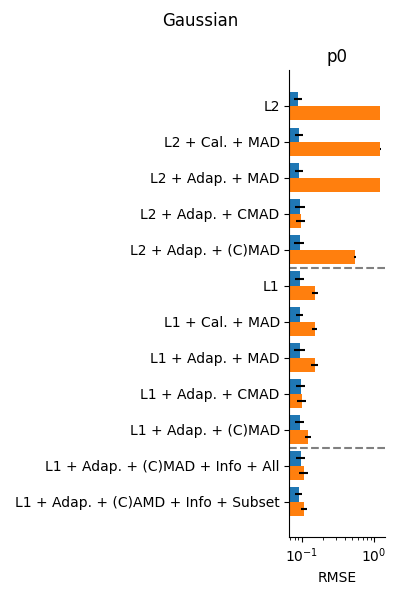 Gaussian
p0
L2
L2 + Cal. + MAD
L2 + Adap. + MAD
L2 + Adap. + CMAD
L2 + Adap. + (C)MAD
L1
L1 + Cal. + MAD
L1 + Adap. + MAD
L1 + Adap. + CMAD
L1 + Adap. + (C)MAD
L1 + Adap. + (C)MAD + Info + All
L1 + Adap. + (C)AMD + Info + Subset
10⁻¹ 10⁰
RMSE